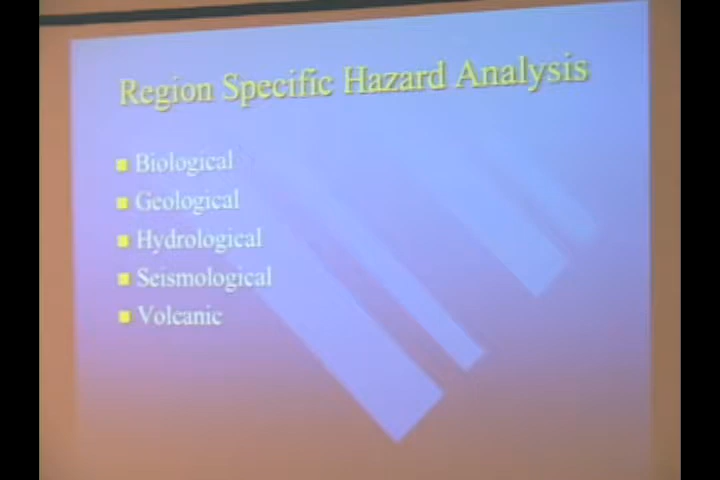 Region Specific Hazard Analysis
Biological
Geological
Hydrological
Seismological
Volcanic